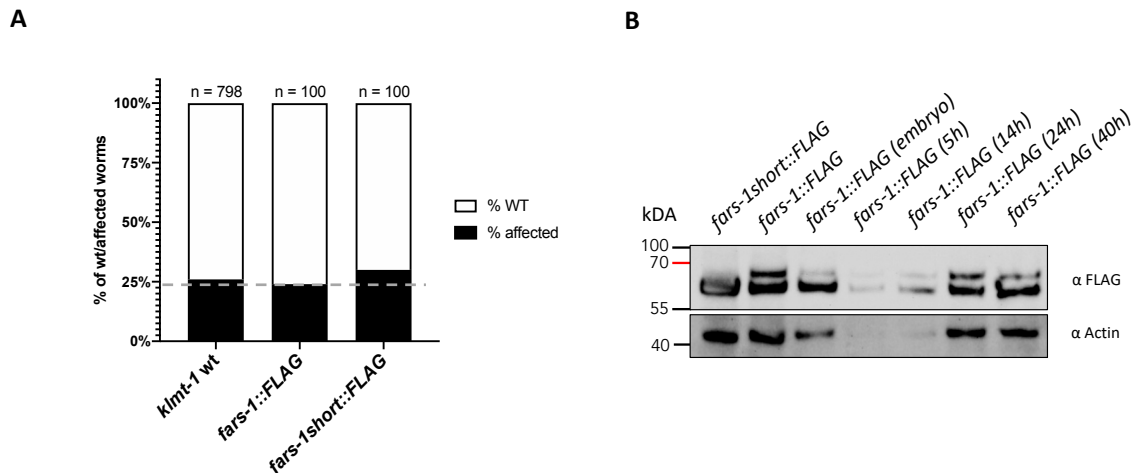 A
B
n = 798
n = 100
n = 100
100%
75%
50%
25%
0%
% of wt/affected worms
% WT
% affected
klmt-1 wt
fars-1::FLAG
fars-1short::FLAG
fars-1short::FLAG
fars-1::FLAG
fars-1::FLAG (embryo)
fars-1::FLAG (5h)
fars-1::FLAG (14h)
fars-1::FLAG (24h)
fars-1::FLAG (40h)
kDA
100
70
55
40
α FLAG
α Actin